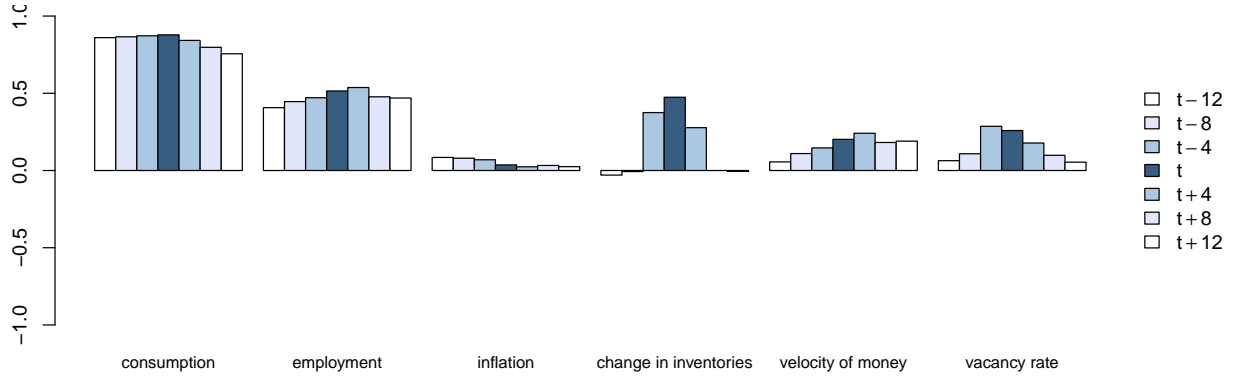 1.0
0.5
0.0
−0.5
−1.0
consumption employment inflation change in inventories velocity of money vacancy rate
t−12
t−8
t−4
t
t+4
t+8
t+12